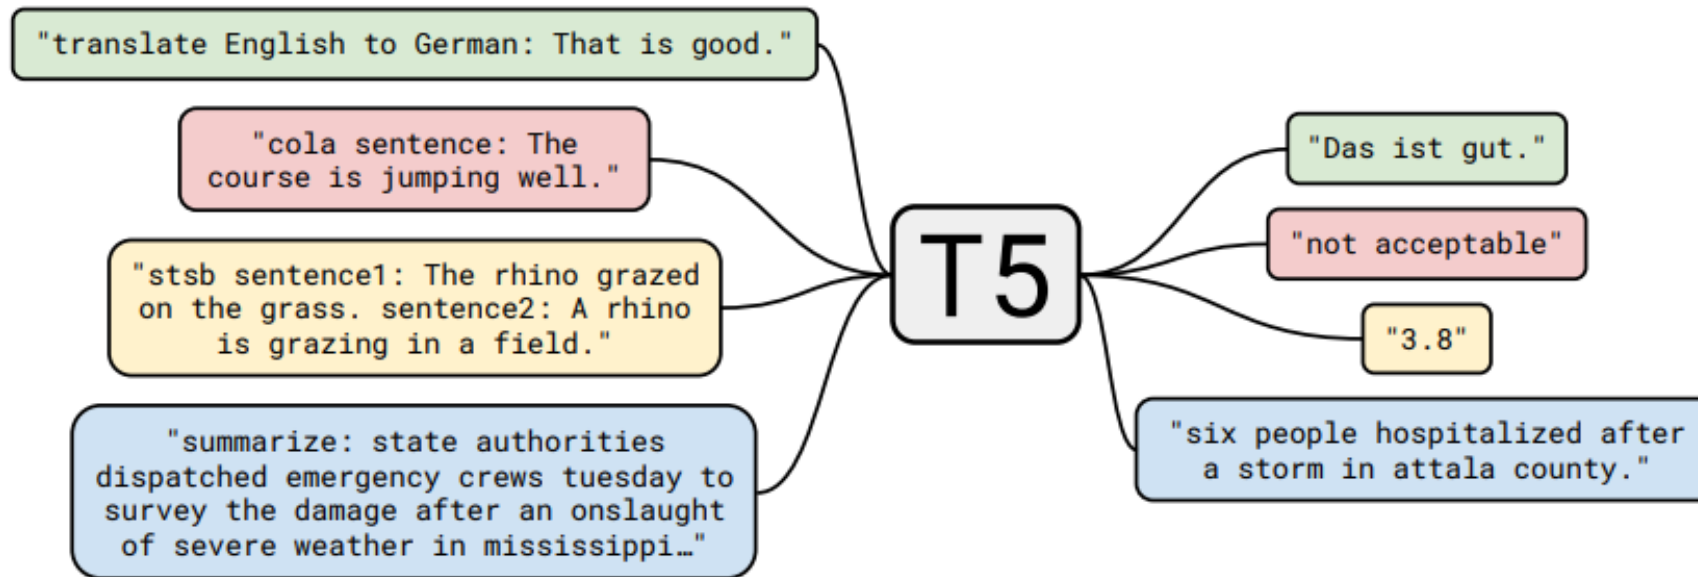 "translate English to German: That is good."
"cola sentence: The
course is jumping well."
"stsb sentence1: The rhino grazed
on the grass. sentence2: A rhino
is grazing in a field."
"summarize: state authorities
dispatched emergency crews tuesday to
survey the damage after an onslaught
of severe weather in mississippi…"
T5
"Das ist gut."
"not acceptable"
"3.8"
"six people hospitalized after
a storm in attala county."